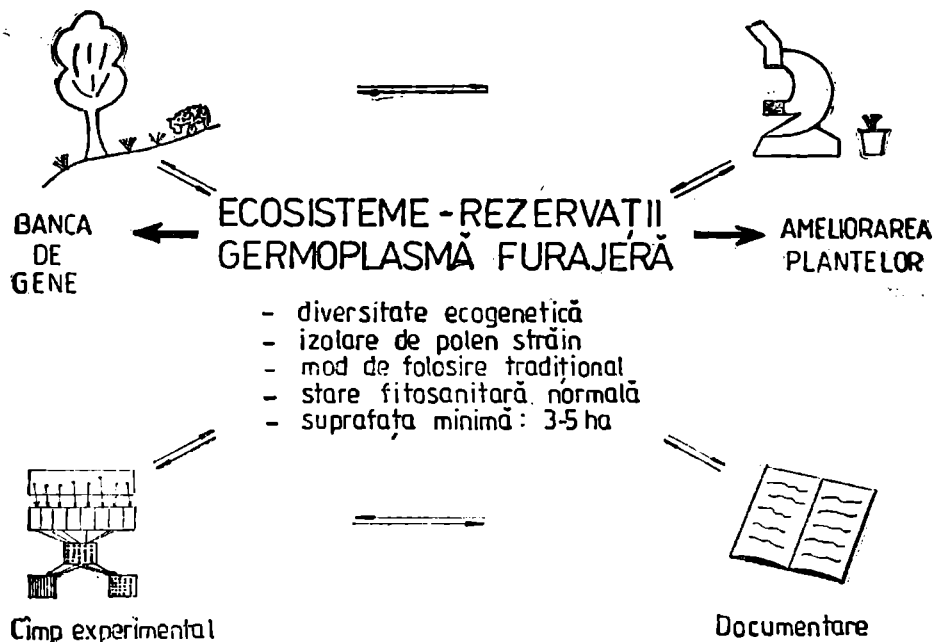 ECOSISTEME - REZERVAȚII
GERMOPLASMĂ FURAJERĂ
BANCA
DE
GENE
AMELIORAREA
PLANTELOR
- diversitate ecogenetică
- izolare de polen străin
- mod de folosire tradițional
- stare fitosanitară normală
- suprafața minimă: 3-5 ha
Cîmp experimental
Documentare